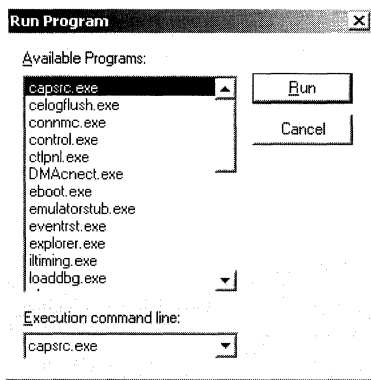 Run Program
Available Programs:
capsrc.exe
celogflush.exe
connmc.exe
control.exe
ctlpnl.exe
DMAcnect.exe
eboot.exe
emulatorstub.exe
eventrst.exe
explorer.exe
iltiming.exe
loaddbg.exe
Run
Cancel
Execution command line:
capsrc.exe